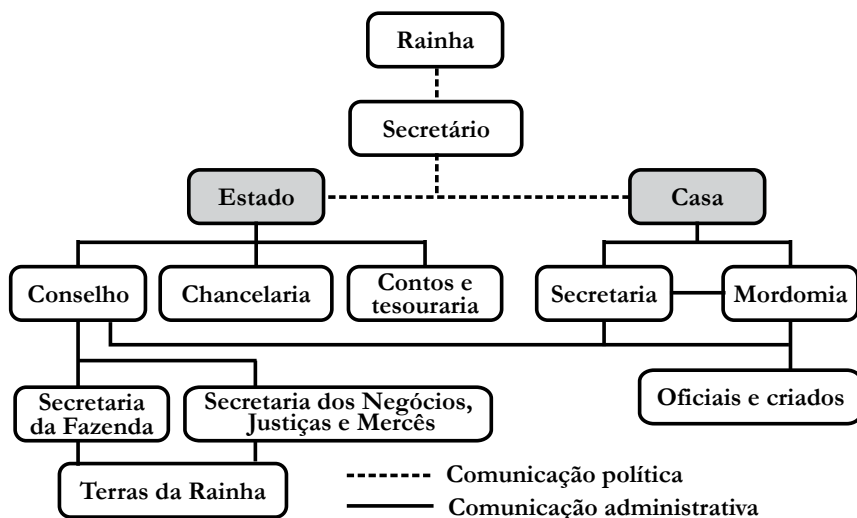 Rainha
Secretário
Estado
Casa
Conselho
Chancelaria
Contos e
tesouraria
Secretaria
Mordomia
Secretaria
da Fazenda
Secretaria dos Negócios,
Justiças e Mercês
Oficiais e criados
Terras da Rainha
Comunicação política
Comunicação administrativa